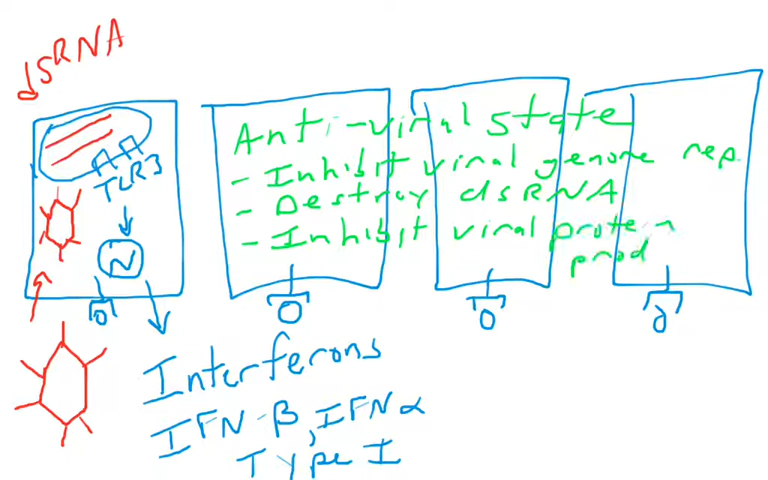 dsRNA
TLR3
N
Anti-viral state
- Inhibit viral genome rep.
- Destroy dsRNA
- Inhibit viral protein
prod
Interferons
IFN-β, IFNα
Type I